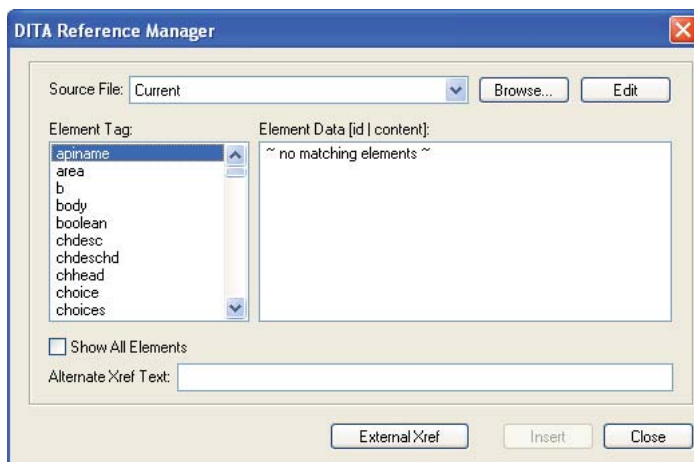 DITA Reference Manager
Source File: Current Browse... Edit
Element Tag: Element Data [id | content]:
apiname ~ no matching elements ~
area
b
body
boolean
chdesc
chdeschd
chhead
choice
choices
Show All Elements
Alternate Xref Text:
External Xref Insert Close